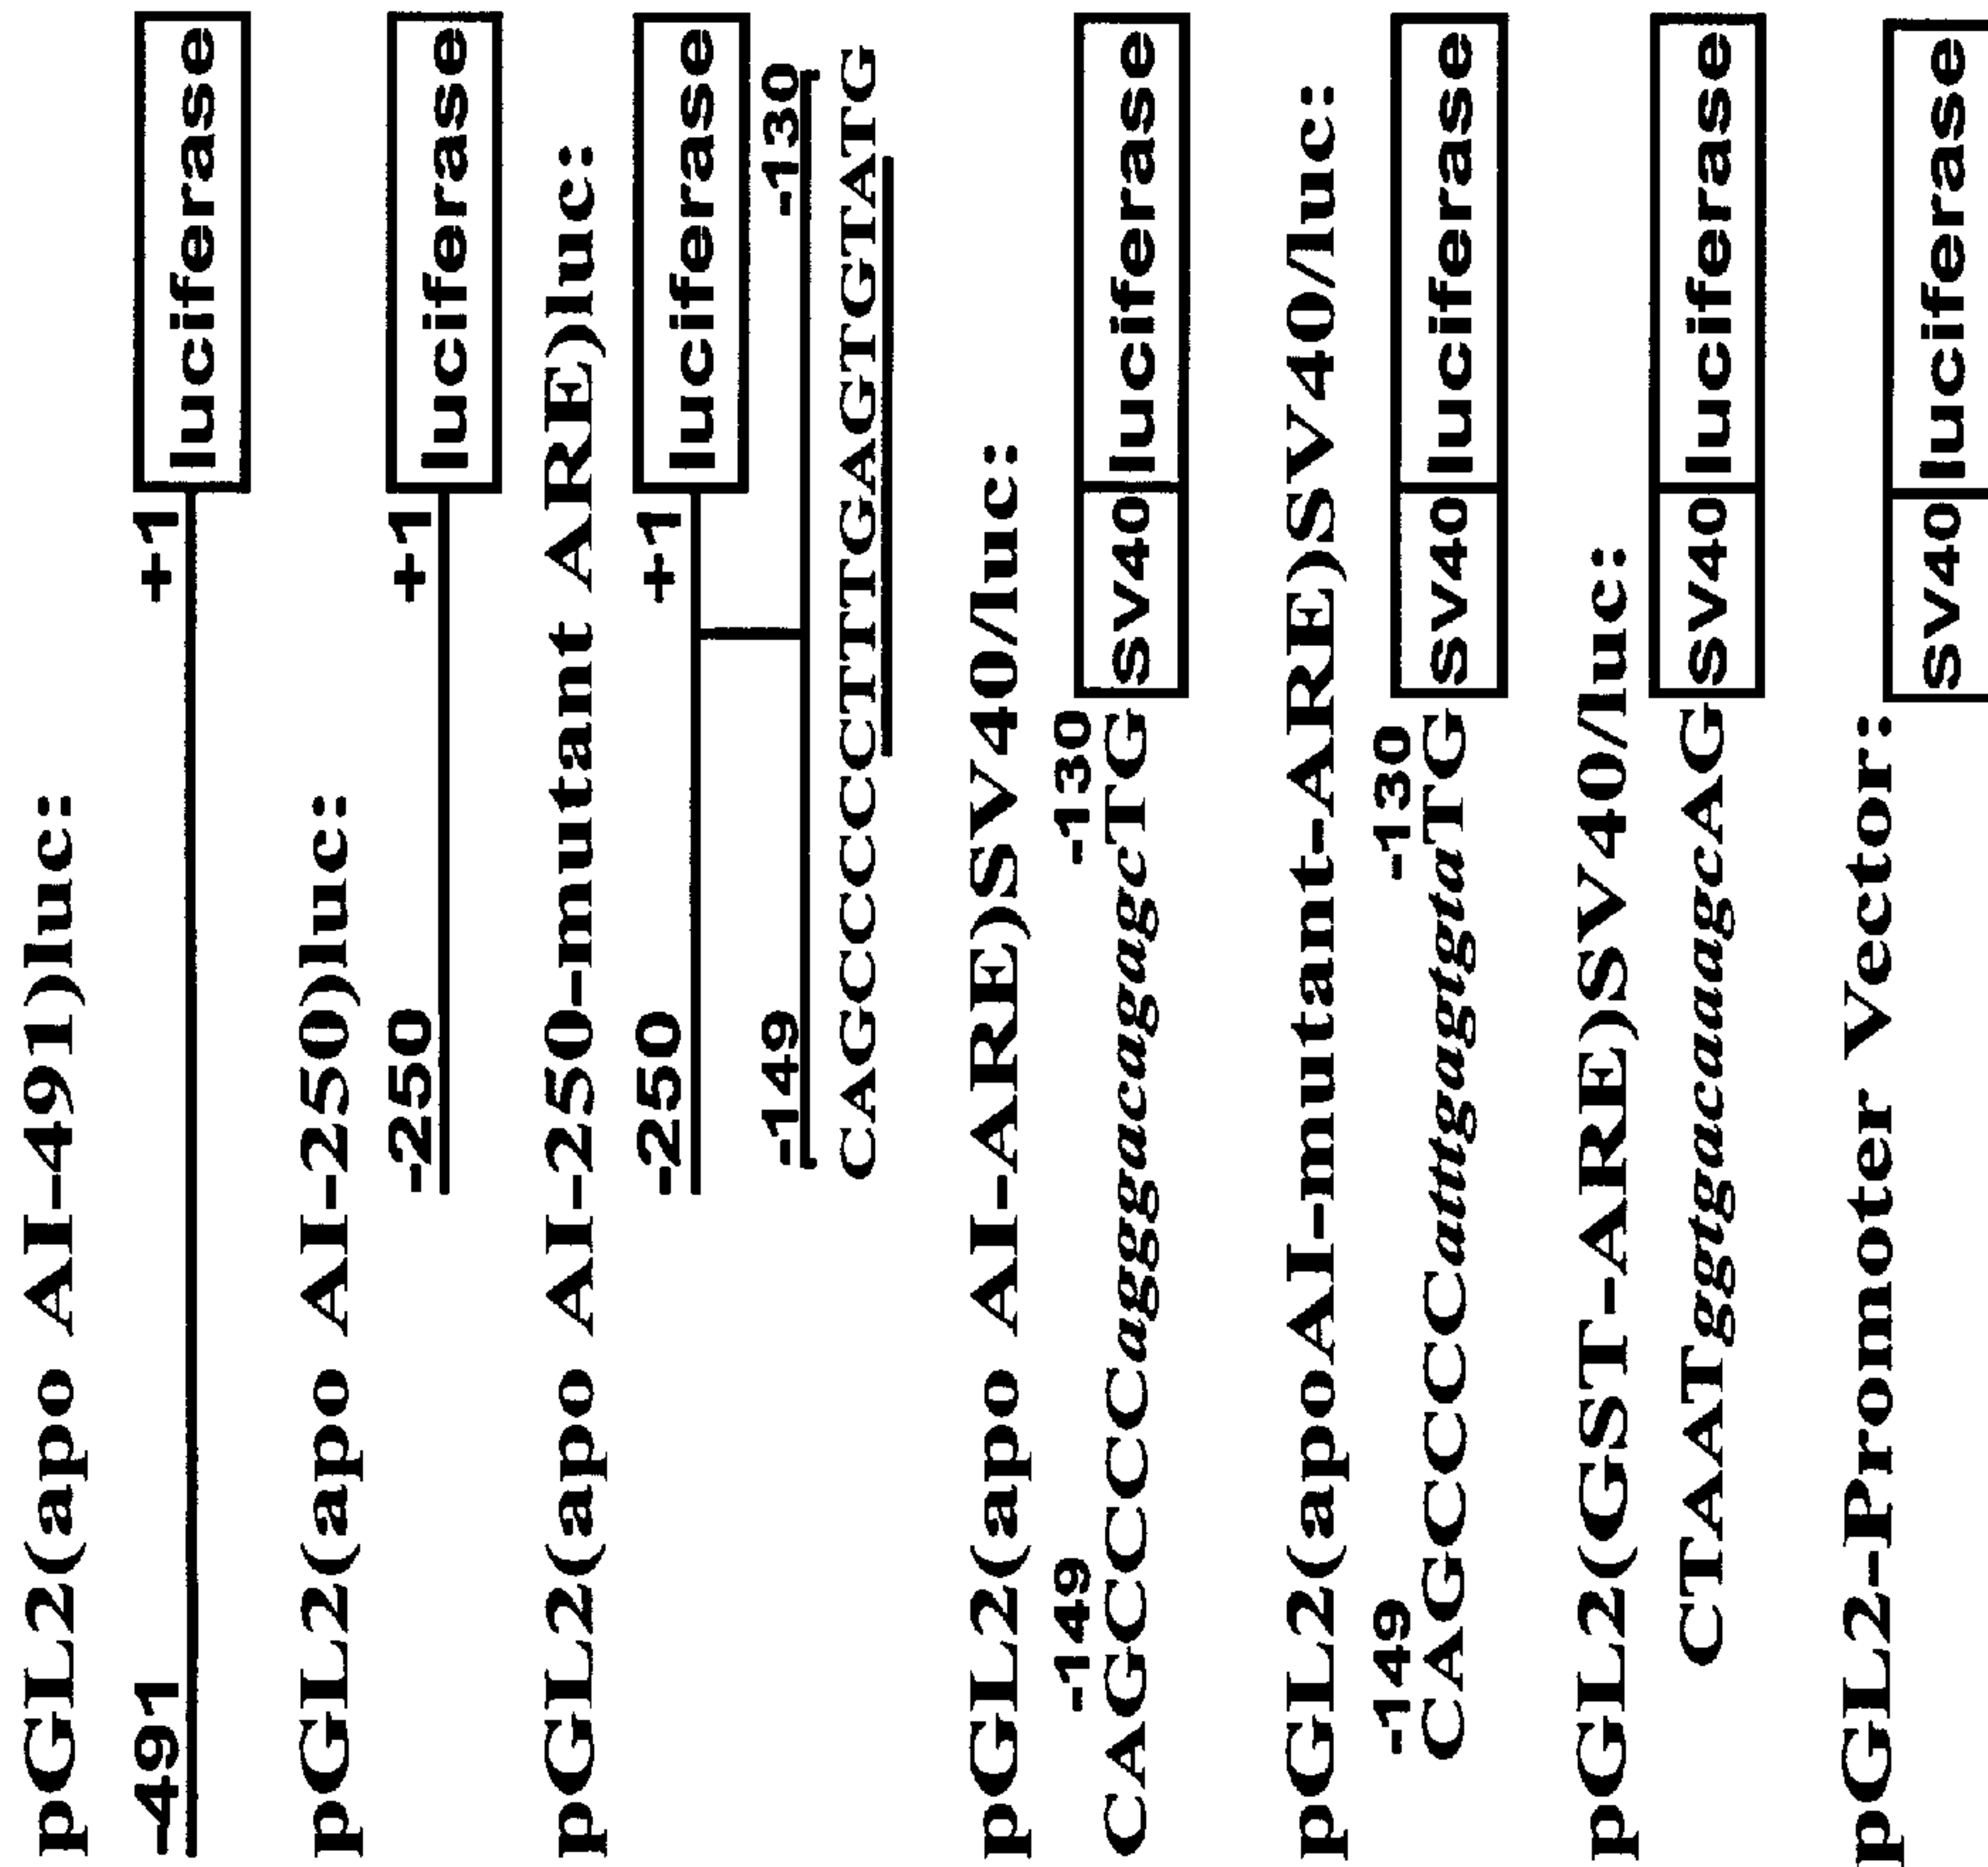 pGL2(apo AI-491)luc:
-491 +1 luciferase
pGL2(apo AI-250)luc:
-250 +1 luciferase
pGL2(apo AI-250-mutant ARE)luc:
-250 +1 luciferase
-149 -130
CAGCCCCCTTTGAGTGTATG
pGL2(apo AI-ARE)SV40/luc:
-149 -130
CAGCCCCagggacagagcTG SV40 luciferase
pGL2(apoAI-mutant-ARE)SV40/luc:
-149 -130
CAGCCCCatttgagtgtaTG SV40 luciferase
pGL2(GST-ARE)SV40/luc:
CTAATggtgacaaagcAG SV40 luciferase
pGL2-Promoter Vector:
SV40 luciferase